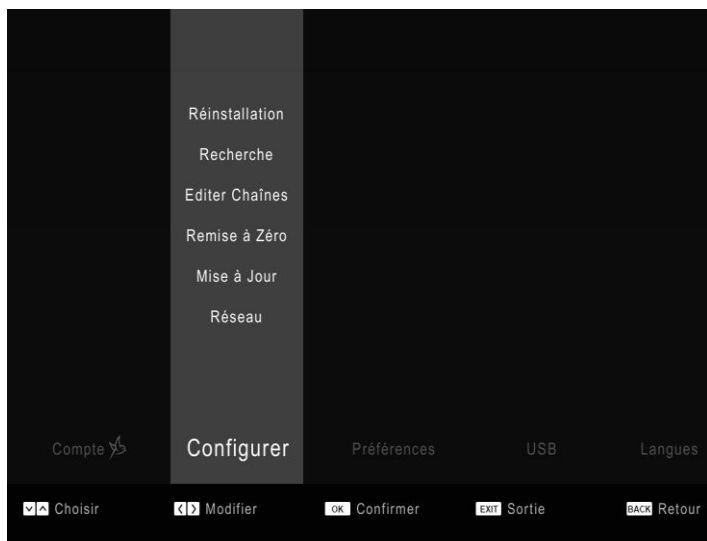 Réinstallation
Recherche
Editer Chaînes
Remise à Zéro
Mise à Jour
Réseau
Compte Configurer Préférences USB Langues
Choisir Modifier OK Confirmer EXIT Sortie BACK Retour